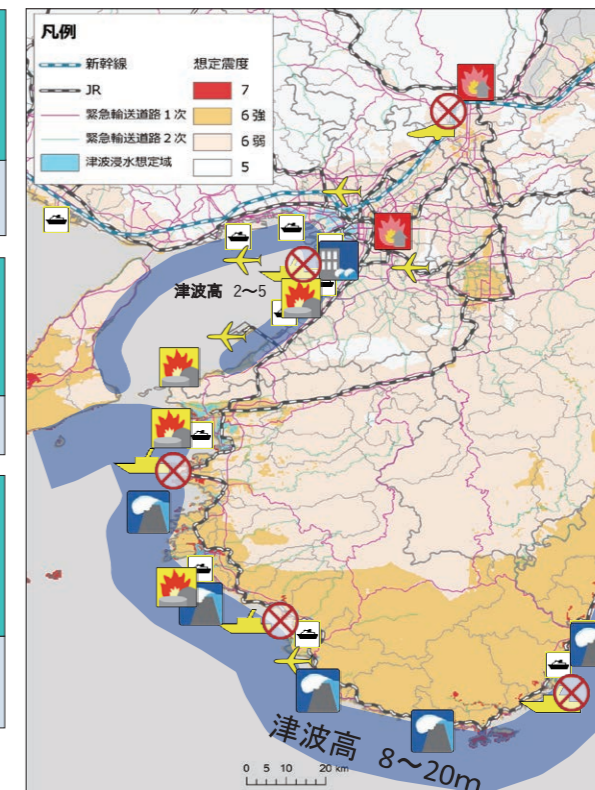 凡例
新幹線
JR
緊急輸送道路1次
緊急輸送道路2次
津波浸水想定域
想定震度
7
6強
6弱
5
津波高 2~5
津波高 8~20m
0 5 10 20 km